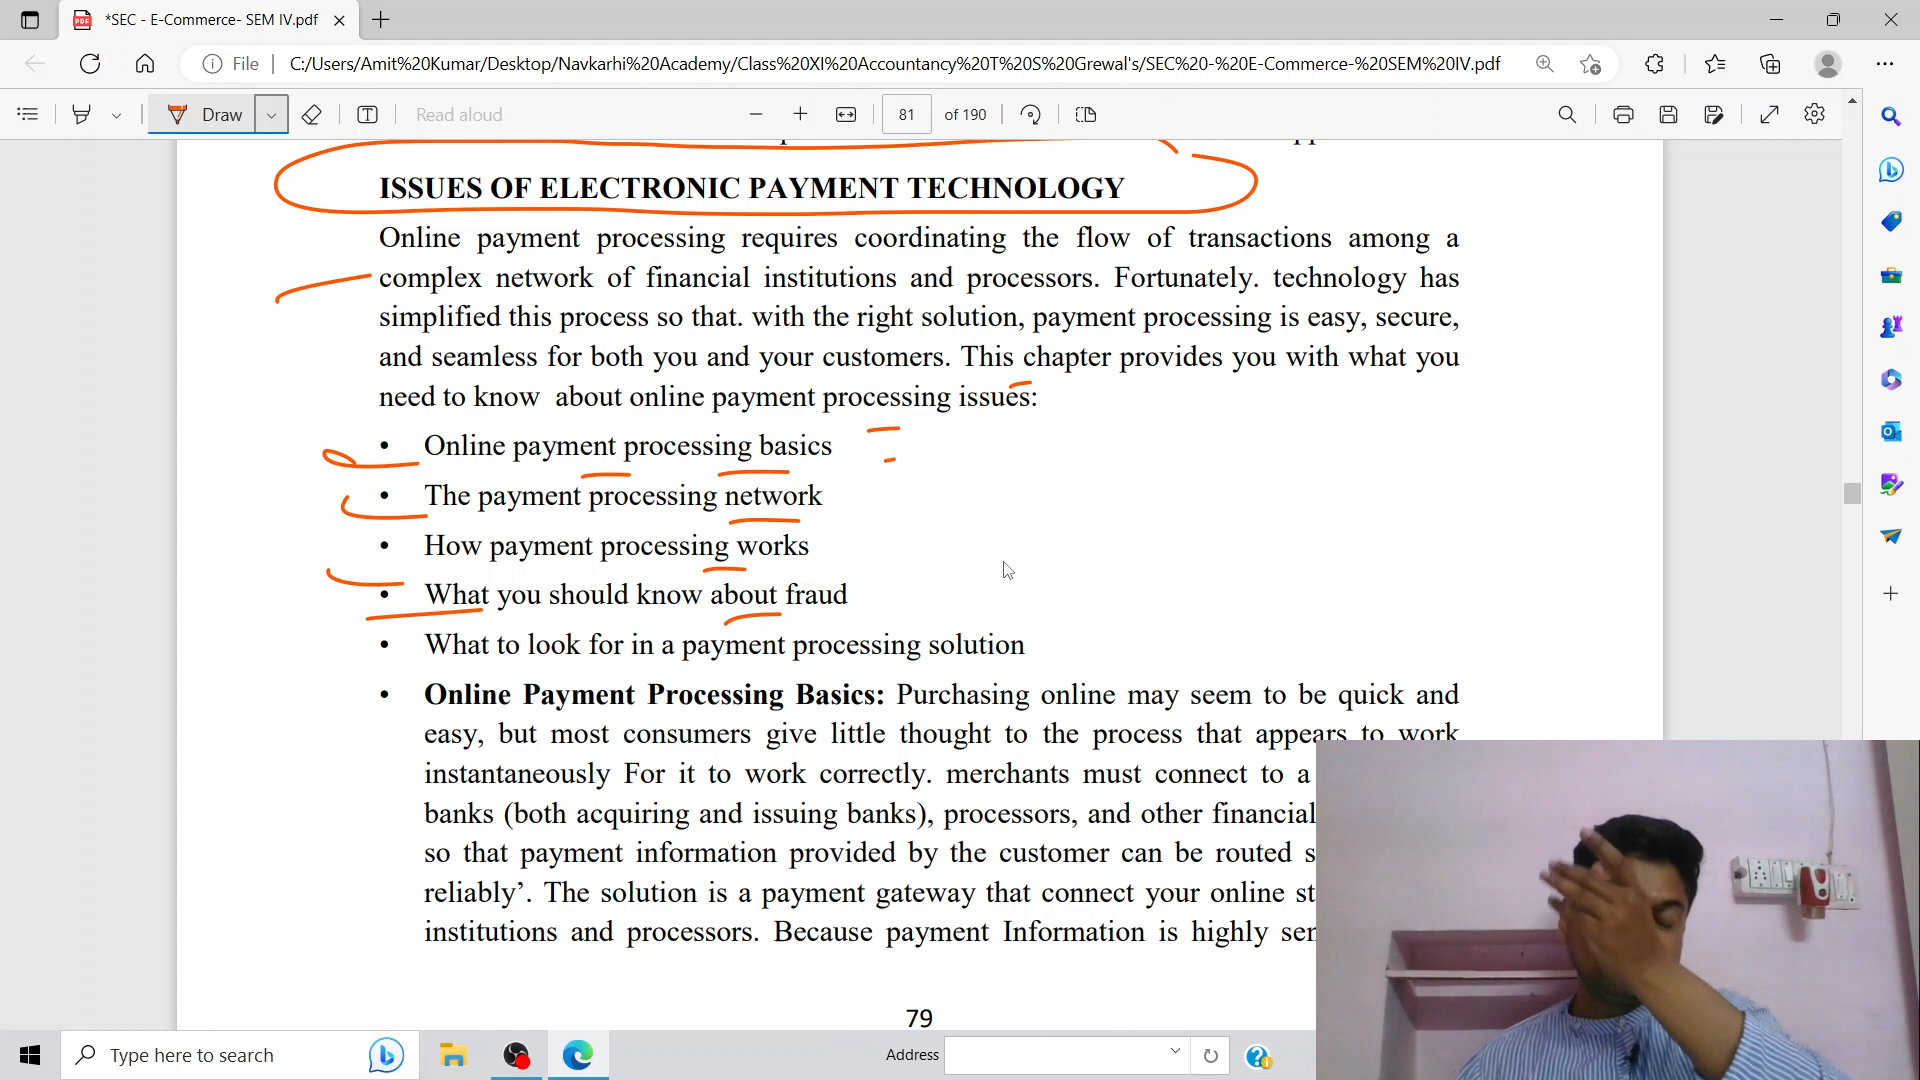 *SEC - E-Commerce- SEM IV.pdf
File
C:/Users/Amit%20Kumar/Desktop/Navkarhi%20Academy/Class%20XI%20Accountancy%20T%20S%20Grewal's/SEC%20-%20E-Commerce-%20SEM%20IV.pdf
Draw
Read aloud
81
of 190
ISSUES OF ELECTRONIC PAYMENT TECHNOLOGY
Online payment processing requires coordinating the flow of transactions among a
complex network of financial institutions and processors. Fortunately. technology has
simplified this process so that. with the right solution, payment processing is easy, secure,
and seamless for both you and your customers. This chapter provides you with what you
need to know about online payment processing issues:
• Online payment processing basics
• The payment processing network
• How payment processing works
• What you should know about fraud
• What to look for in a payment processing solution
• Online Payment Processing Basics: Purchasing online may seem to be quick and
easy, but most consumers give little thought to the process that appears to work
instantaneously For it to work correctly. merchants must connect to a
banks (both acquiring and issuing banks), processors, and other financial
so that payment information provided by the customer can be routed s
reliably’. The solution is a payment gateway that connect your online st
institutions and processors. Because payment Information is highly sen
79
Type here to search
Address